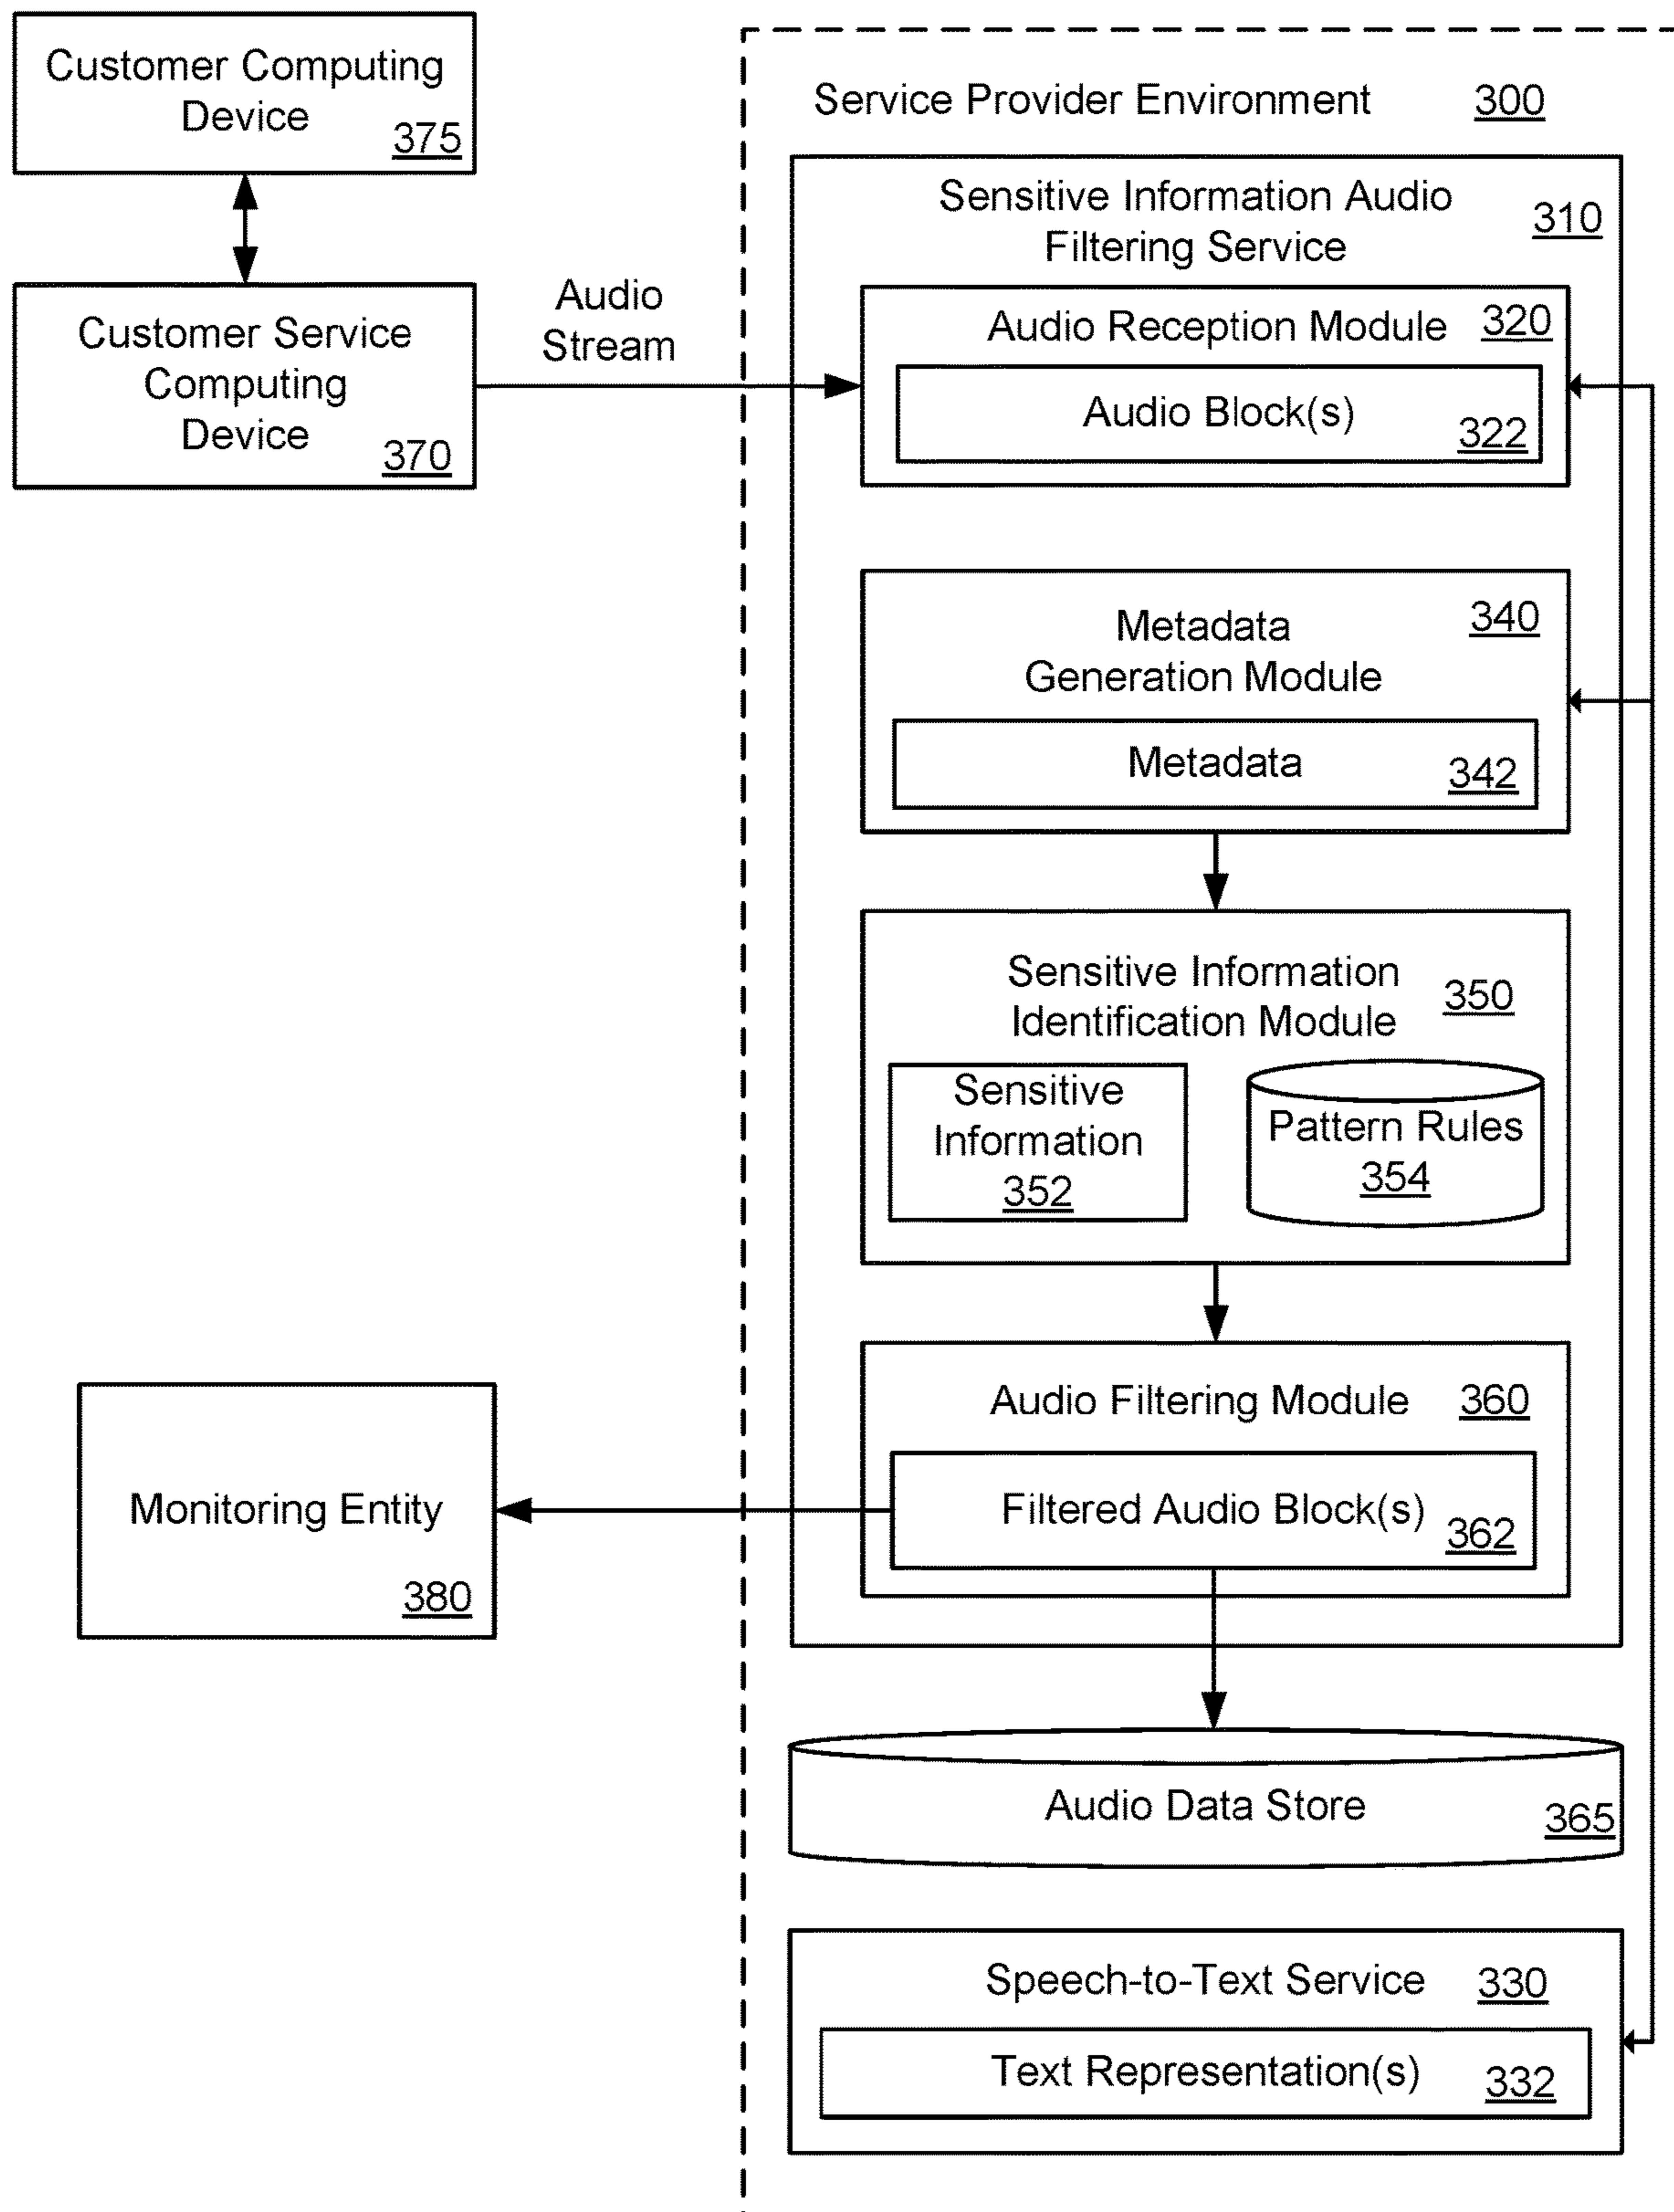 Customer Computing
Device
375
Customer Service
Computing
Device
370
Audio
Stream
Service Provider Environment 300
Sensitive Information Audio
Filtering Service
310
Audio Reception Module 320
Audio Block(s)
322
Metadata
Generation Module
340
Metadata
342
Sensitive Information
Identification Module
350
Sensitive
Information
352
Pattern Rules
354
Audio Filtering Module 360
Filtered Audio Block(s)
362
Monitoring Entity
380
Audio Data Store
365
Speech-to-Text Service 330
Text Representation(s)
332